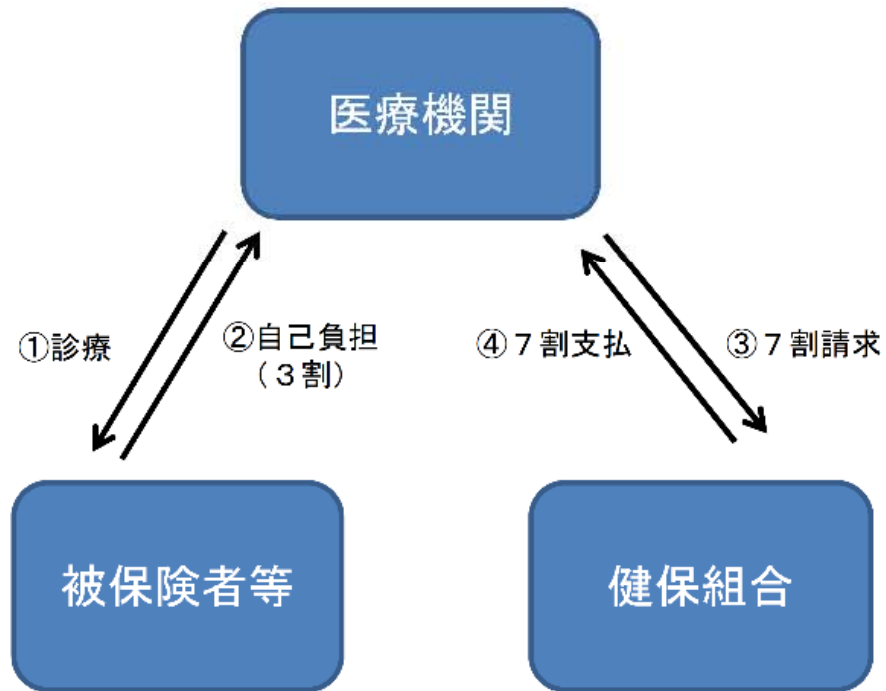 医療機関
①診療
②自己負担
（３割）
④７割支払
③７割請求
被保険者等
健保組合